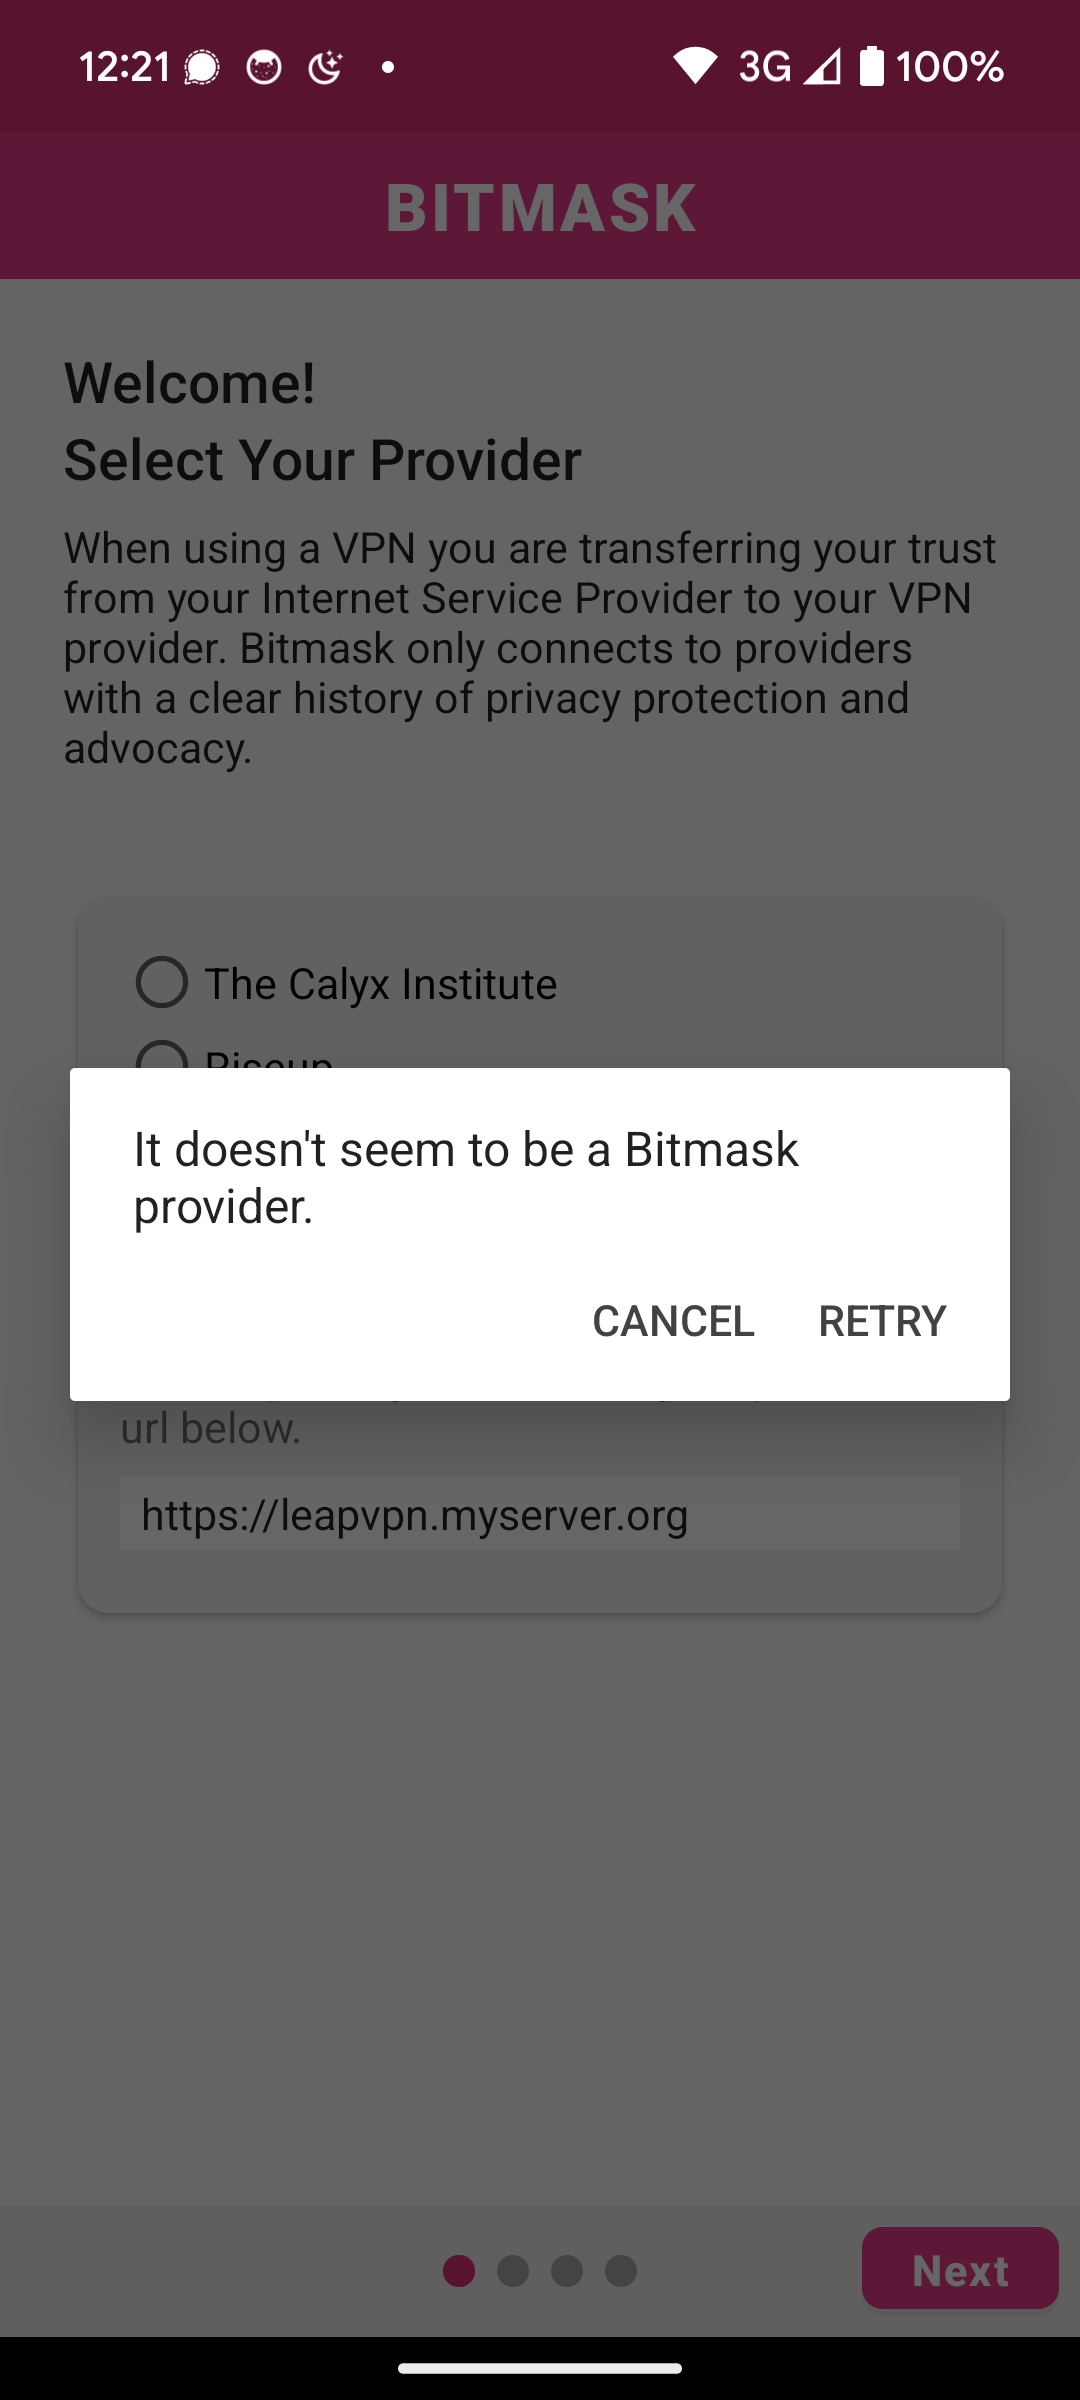 12:21
3G
100%
BITMASK
Welcome!
Select Your Provider
When using a VPN you are transferring your trust
from your Internet Service Provider to your VPN
provider. Bitmask only connects to providers
with a clear history of privacy protection and
advocacy.
The Calyx Institute
Riseup
It doesn't seem to be a Bitmask
provider.
CANCEL RETRY
url below.
https://leapvpn.myserver.org
Next